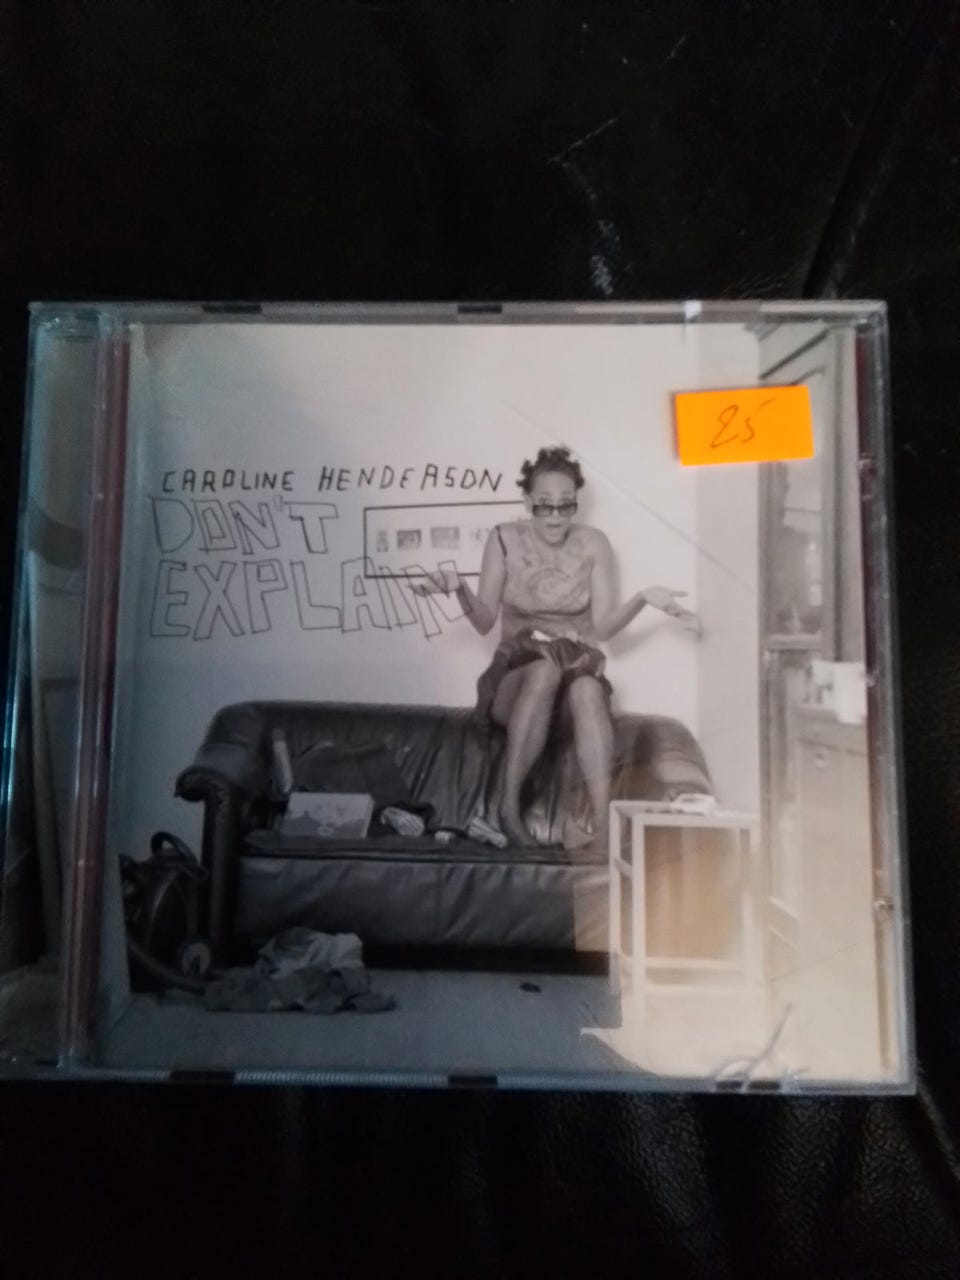 CAROLINE HENDERSON
DON'T
EXPLAIN
25